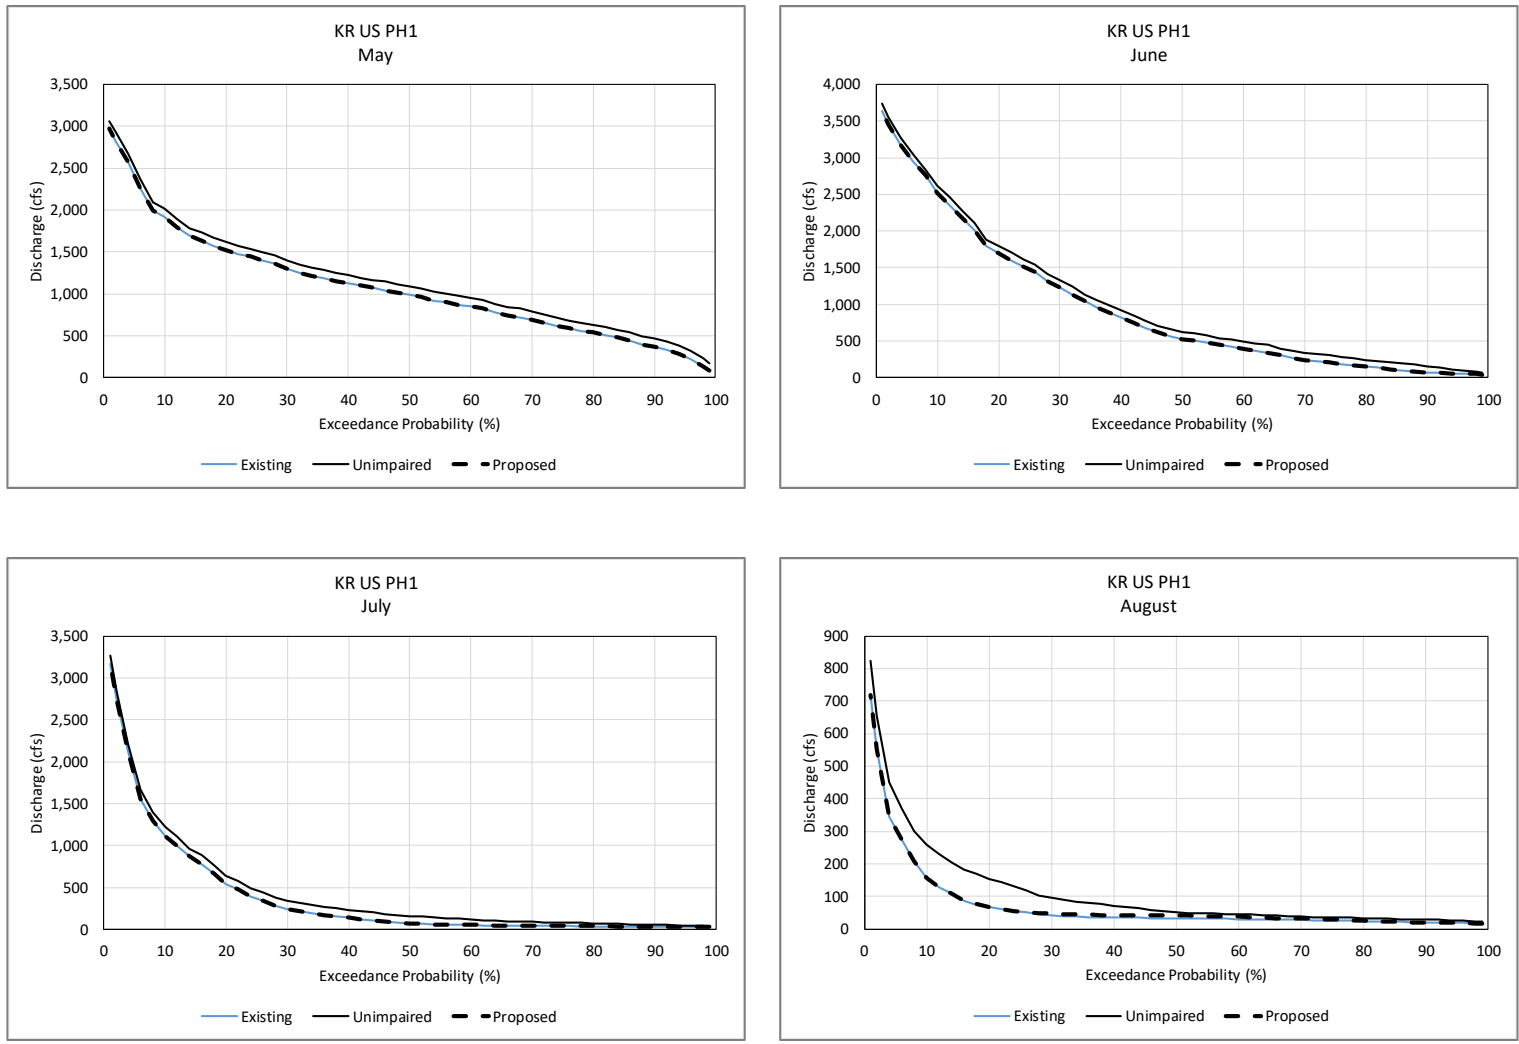 KR US PH1
May
3,500
3,000
2,500
2,000
1,500
1,000
500
0
Discharge (cfs)
0 10 20 30 40 50 60 70 80 90 100
Exceedance Probability (%)
Existing Unimpaired Proposed
KR US PH1
June
4,000
3,500
3,000
2,500
2,000
1,500
1,000
500
0
Discharge (cfs)
0 10 20 30 40 50 60 70 80 90 100
Exceedance Probability (%)
Existing Unimpaired Proposed
KR US PH1
July
3,500
3,000
2,500
2,000
1,500
1,000
500
0
Discharge (cfs)
0 10 20 30 40 50 60 70 80 90 100
Exceedance Probability (%)
Existing Unimpaired Proposed
KR US PH1
August
900
800
700
600
500
400
300
200
100
0
Discharge (cfs)
0 10 20 30 40 50 60 70 80 90 100
Exceedance Probability (%)
Existing Unimpaired Proposed